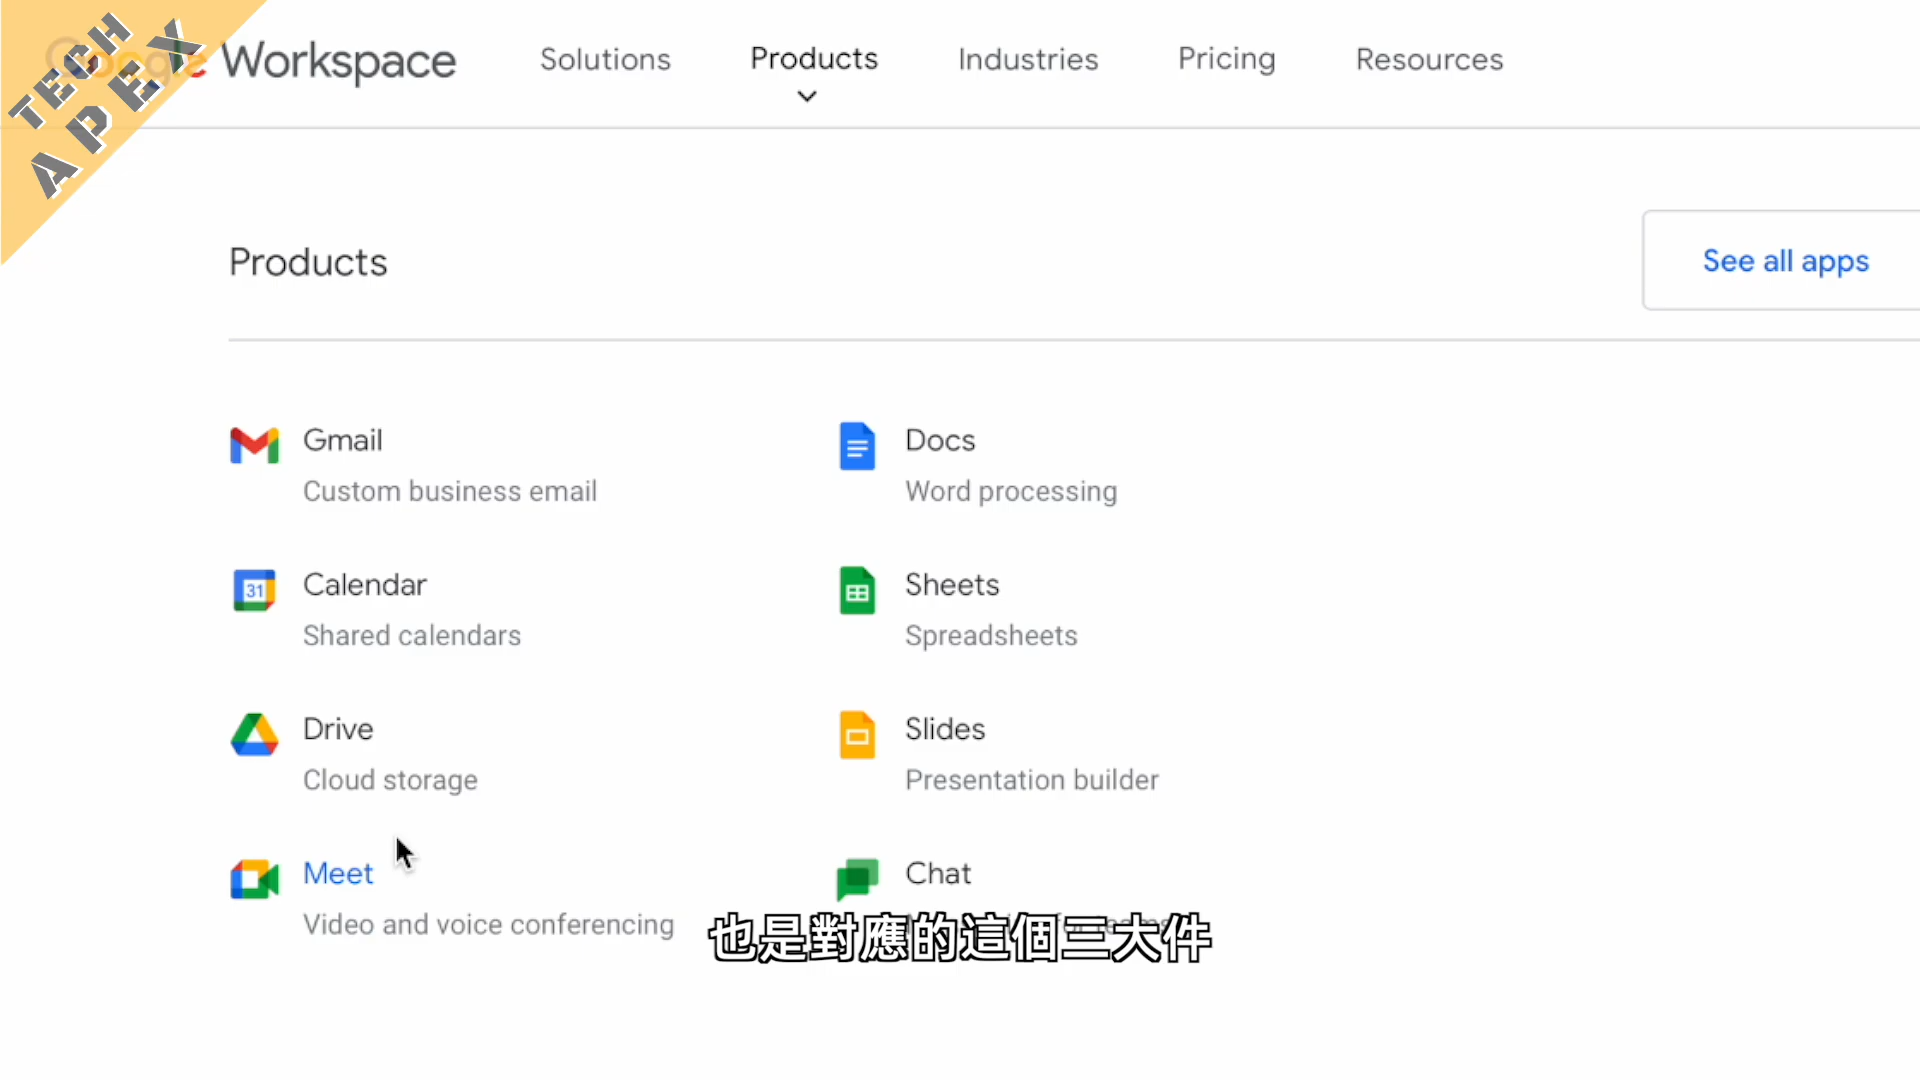 TECH
APEX
Google Workspace
Solutions
Products
Industries
Pricing
Resources
Products
See all apps
Gmail
Custom business email
Docs
Word processing
Calendar
Shared calendars
31
Sheets
Spreadsheets
Drive
Cloud storage
Slides
Presentation builder
Meet
Video and voice conferencing
Chat
也是對應的這個三大件